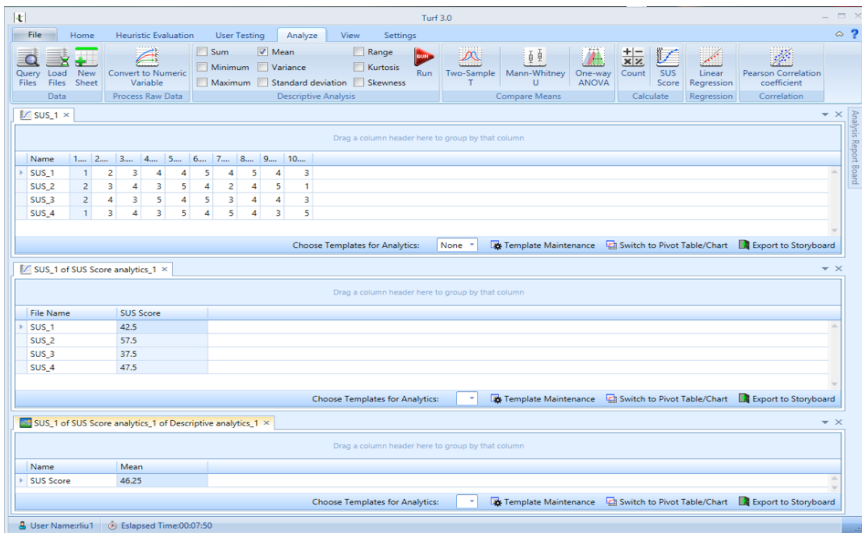 t Turf 3.0
File Home Heuristic Evaluation User Testing Analyze View Settings
Sum Mean Range
Minimum Variance Kurtosis
Maximum Standard deviation Skewness
Query Files Load Files New Sheet Convert to Numeric Variable RUN Run Two-Sample T Mann-Whitney U One-way ANOVA Count SUS Score Linear Regression Pearson Correlation coefficient
Data Process Raw Data Descriptive Analysis Compare Means Calculate Regression Correlation
SUS_1
Analysis Report Board
Drag a column header here to group by that column
Name 1.... 2.... 3.... 4.... 5.... 6.... 7.... 8.... 9.... 10....
SUS_1 1 2 3 4 4 5 4 5 4 3
SUS_2 2 3 4 3 5 4 2 4 5 1
SUS_3 2 4 3 5 4 5 3 4 4 3
SUS_4 1 3 4 3 5 4 5 4 3 5
Choose Templates for Analytics: None Template Maintenance Switch to Pivot Table/Chart Export to Storyboard
SUS_1 of SUS Score analytics_1
Drag a column header here to group by that column
File Name SUS Score
SUS_1 42.5
SUS_2 57.5
SUS_3 37.5
SUS_4 47.5
Choose Templates for Analytics: Template Maintenance Switch to Pivot Table/Chart Export to Storyboard
SUS_1 of SUS Score analytics_1 of Descriptive analytics_1
Drag a column header here to group by that column
Name Mean
SUS Score 46.25
Choose Templates for Analytics: Template Maintenance Switch to Pivot Table/Chart Export to Storyboard
User Name:rliu1 Eslapsed Time:00:07:50